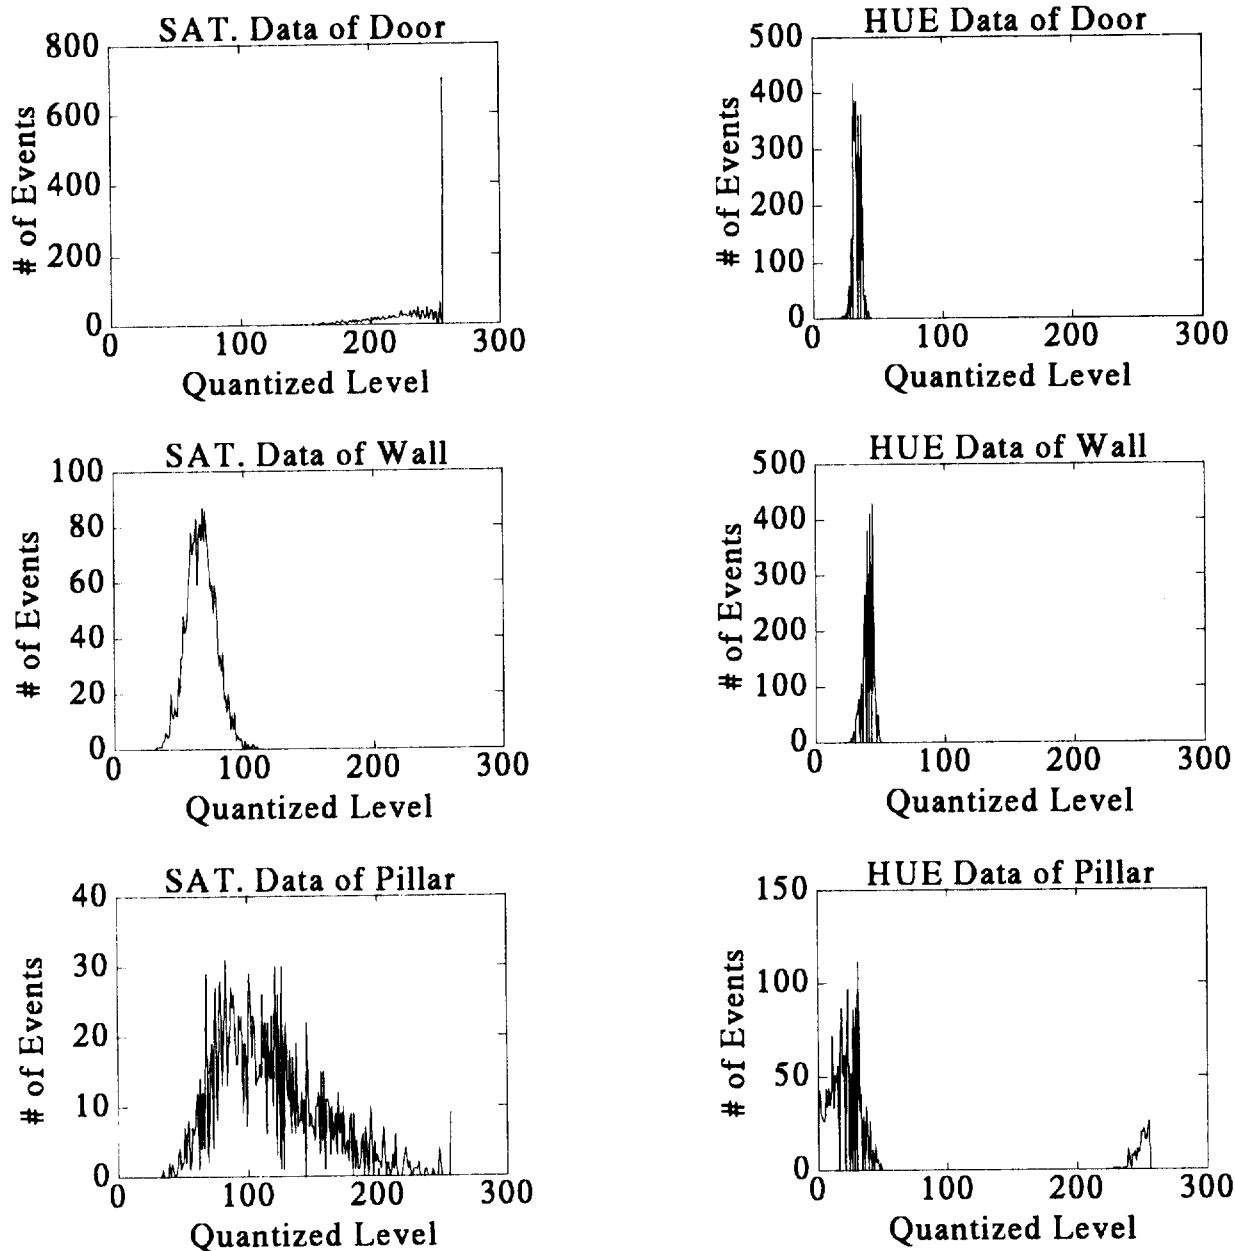 SAT. Data of Door
800
600
400
200
0
# of Events
0 100 200 300
Quantized Level
HUE Data of Door
500
400
300
200
100
0
# of Events
0 100 200 300
Quantized Level
SAT. Data of Wall
100
80
60
40
20
0
# of Events
0 100 200 300
Quantized Level
HUE Data of Wall
500
400
300
200
100
0
# of Events
0 100 200 300
Quantized Level
SAT. Data of Pillar
40
30
20
10
0
# of Events
0 100 200 300
Quantized Level
HUE Data of Pillar
150
100
50
0
# of Events
0 100 200 300
Quantized Level